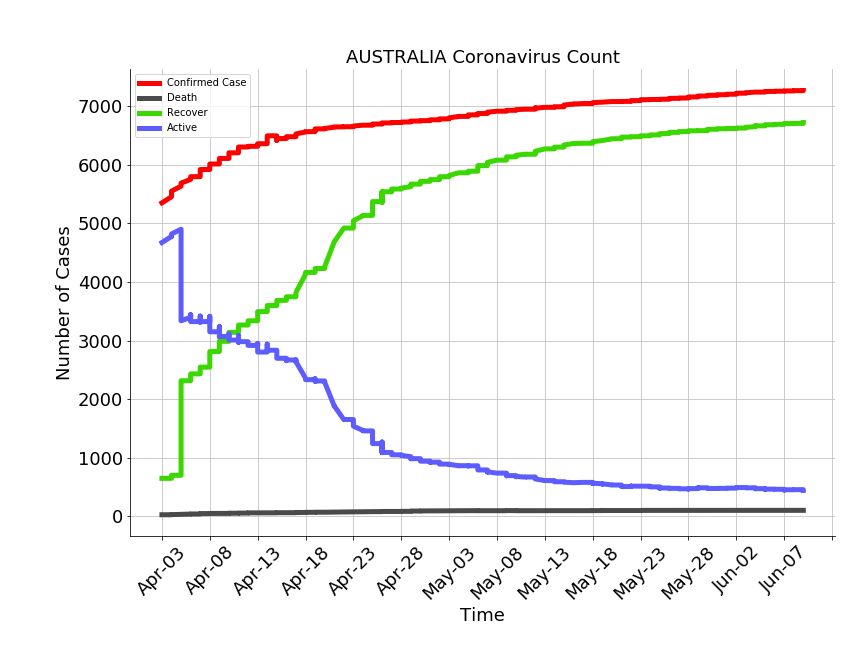 AUSTRALIA Coronavirus Count
Confirmed Case
Death
Recover
Active
7000
6000
5000
4000
3000
2000
1000
0
Number of Cases
Apr-03 Apr-08 Apr-13 Apr-18 Apr-23 Apr-28 May-03 May-08 May-13 May-18 May-23 May-28 Jun-02 Jun-07
Time